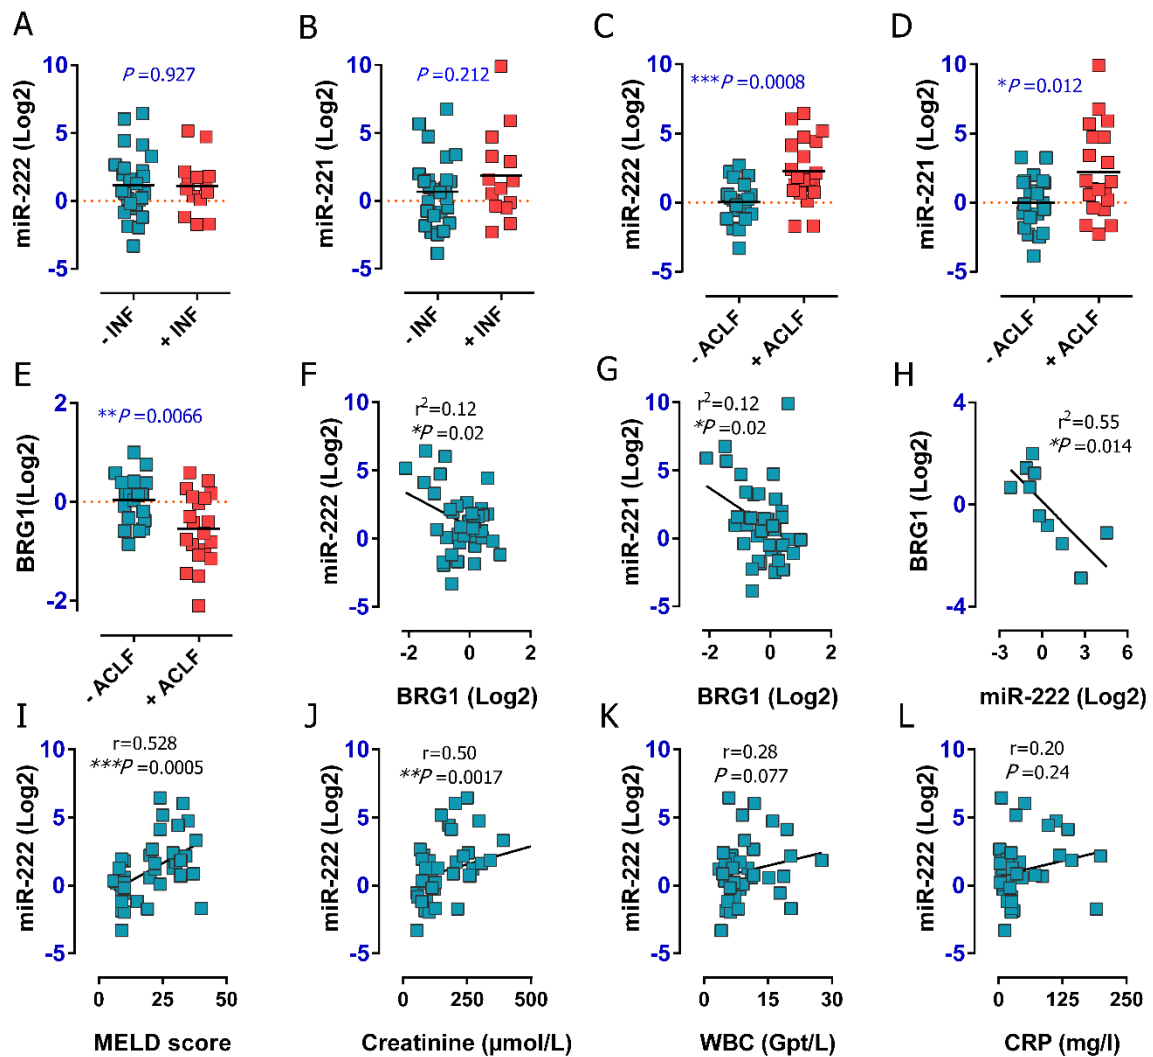 A
miR-222 (Log2)
10
5
0
-5
P=0.927
- INF
+ INF
B
miR-221 (Log2)
10
5
0
-5
P=0.212
- INF
+ INF
C
miR-222 (Log2)
10
5
0
-5
***P=0.0008
- ACLF
+ ACLF
D
miR-221 (Log2)
10
5
0
-5
*P=0.012
- ACLF
+ ACLF
E
BRG1(Log2)
2
0
-2
**P=0.0066
- ACLF
+ ACLF
F
miR-222 (Log2)
10
5
0
-5
r²=0.12
*P=0.02
-2 0 2
BRG1 (Log2)
G
miR-221 (Log2)
10
5
0
-5
r²=0.12
*P=0.02
-2 0 2
BRG1 (Log2)
H
BRG1 (Log2)
4
0
-4
r²=0.55
*P=0.014
-3 0 3 6
miR-222 (Log2)
I
miR-222 (Log2)
10
5
0
-5
r=0.528
***P=0.0005
0 25 50
MELD score
J
miR-222 (Log2)
10
5
0
-5
r=0.50
**P=0.0017
0 250 500
Creatinine (µmol/L)
K
miR-222 (Log2)
10
5
0
-5
r=0.28
P=0.077
0 15 30
WBC (Gpt/L)
L
miR-222 (Log2)
10
5
0
-5
r=0.20
P=0.24
0 125 250
CRP (mg/l)